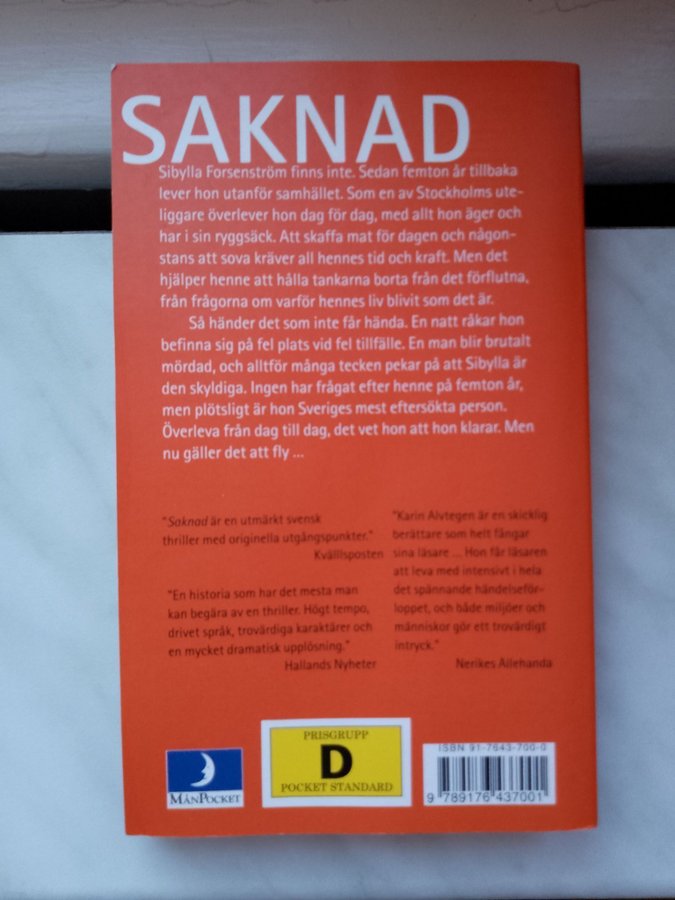 SAKNAD
Sibylla Forsenström finns inte. Sedan femton år tillbaka
lever hon utanför samhället. Som en av Stockholms ute-
liggare överlever hon dag för dag, med allt hon äger och
har i sin ryggsäck. Att skaffa mat för dagen och någon-
stans att sova kräver all hennes tid och kraft. Men det
hjälper henne att hålla tankarna borta från det förflutna,
från frågorna om varför hennes liv blivit som det är.
Så händer det som inte får hända. En natt råkar hon
befinna sig på fel plats vid fel tillfälle. En man blir brutalt
mördad, och alltför många tecken pekar på att Sibylla är
den skyldiga. Ingen har frågat efter henne på femton år,
men plötsligt är hon Sveriges mest eftersökta person.
Överleva från dag till dag, det vet hon att hon klarar. Men
nu gäller det att fly ...
"Saknad är en utmärkt svensk
thriller med originella utgångspunkter."
Kvällsposten
"En historia som har det mesta man
kan begära av en thriller. Högt tempo,
drivet språk, trovärdiga karaktärer och
en mycket dramatisk upplösning."
Hallands Nyheter
"Karin Alvtegen är en skicklig
berättare som helt fångar
sina läsare ... Hon får läsaren
att leva med intensivt i hela
det spännande händelseför-
loppet, och både miljöer och
människor gör ett trovärdigt
intryck."
Nerikes Allehanda
MÅNPOCKET
PRISGRUPP
D
POCKET STANDARD
ISBN 91-7643-700-0
9 789176 437001